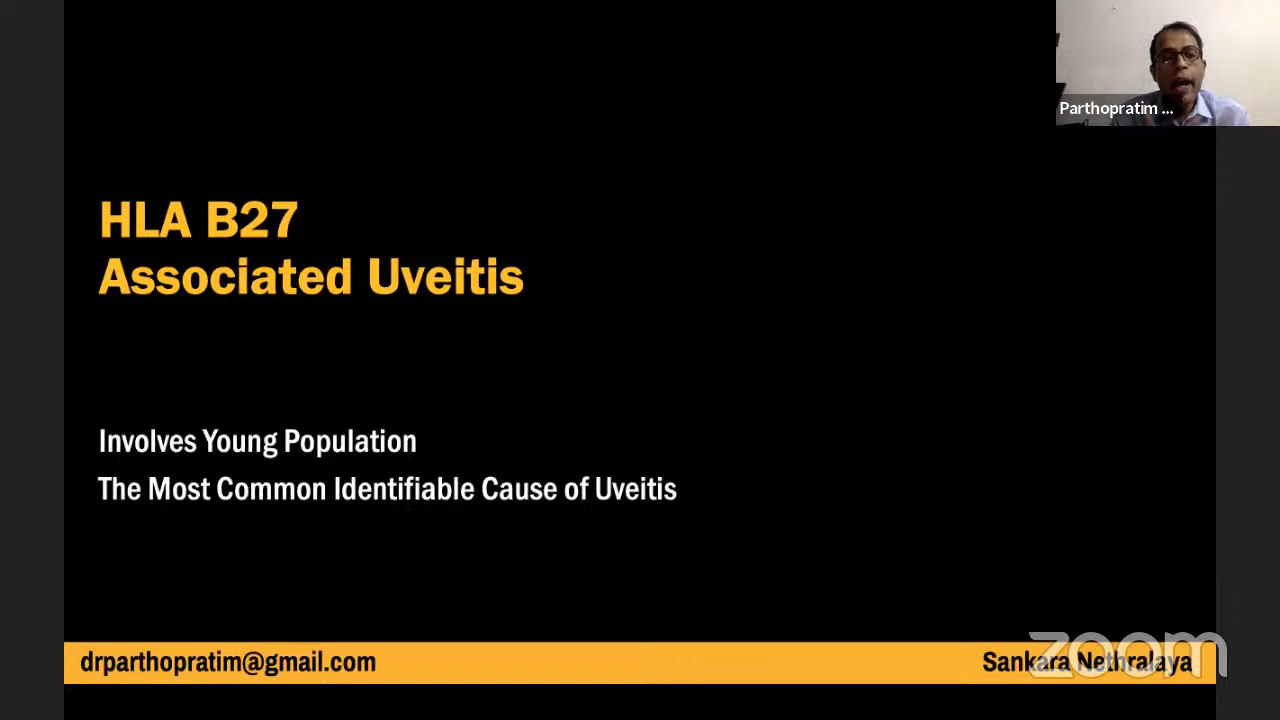 Parthopratim ...
HLA B27
Associated Uveitis
Involves Young Population
The Most Common Identifiable Cause of Uveitis
drparthopratim@gmail.com
Sankara Nethralaya
zoom